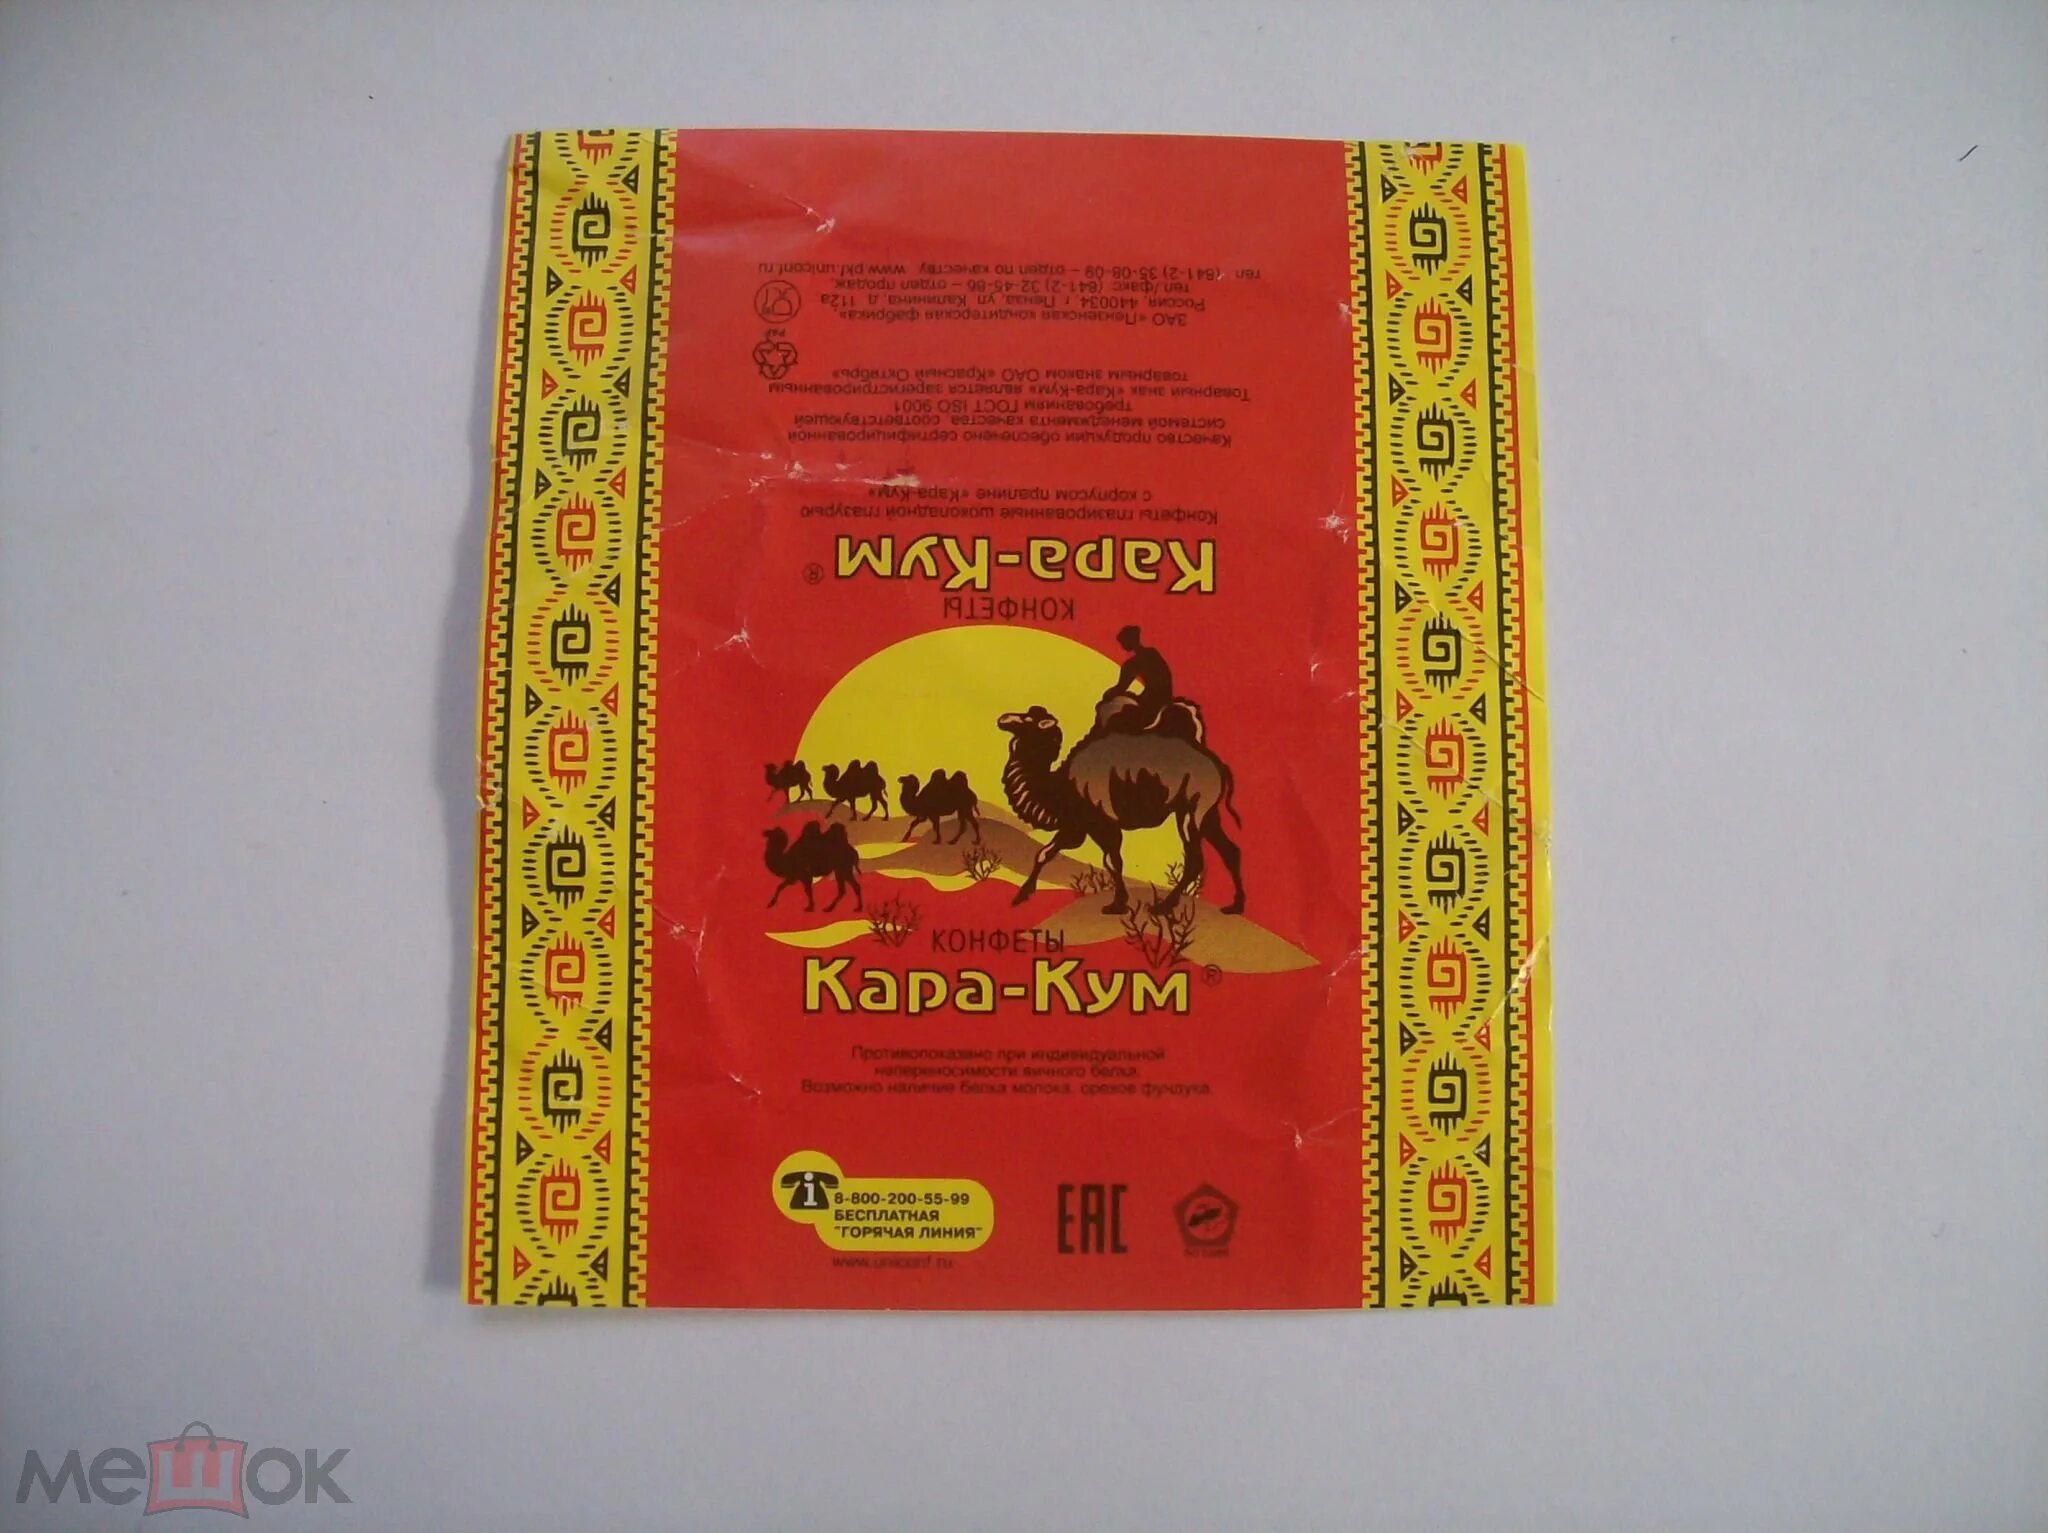 тел. (841-2) 35-08-09 – отдел по качеству. www.pkf.uniconf.ru
тел./факс: (841-2) 32-45-86 – отдел продаж,
Россия, 440034, г. Пенза, ул. Калинина, д. 112а,
ЗАО «Пензенская кондитерская фабрика»,
PAP
товарным знаком ОАО «Красный Октябрь»
Товарный знак «Кара-Кум» является зарегистрированным
требованиям ГОСТ ISO 9001
системой менеджмента качества, соответствующей
Качество продукции обеспечено сертифицированной
с корпусом пралине «Кара-Кум»
Конфеты глазированные шоколадной глазурью
Кара-Кум ®
КОНФЕТЫ
КОНФЕТЫ
Кара-Кум ®
Противопоказано при индивидуальной
непереносимости яичного белка.
Возможно наличие белка молока, орехов фундука.
i
8-800-200-55-99
БЕСПЛАТНАЯ
"ГОРЯЧАЯ ЛИНИЯ"
www.uniconf.ru
EAC
мешок